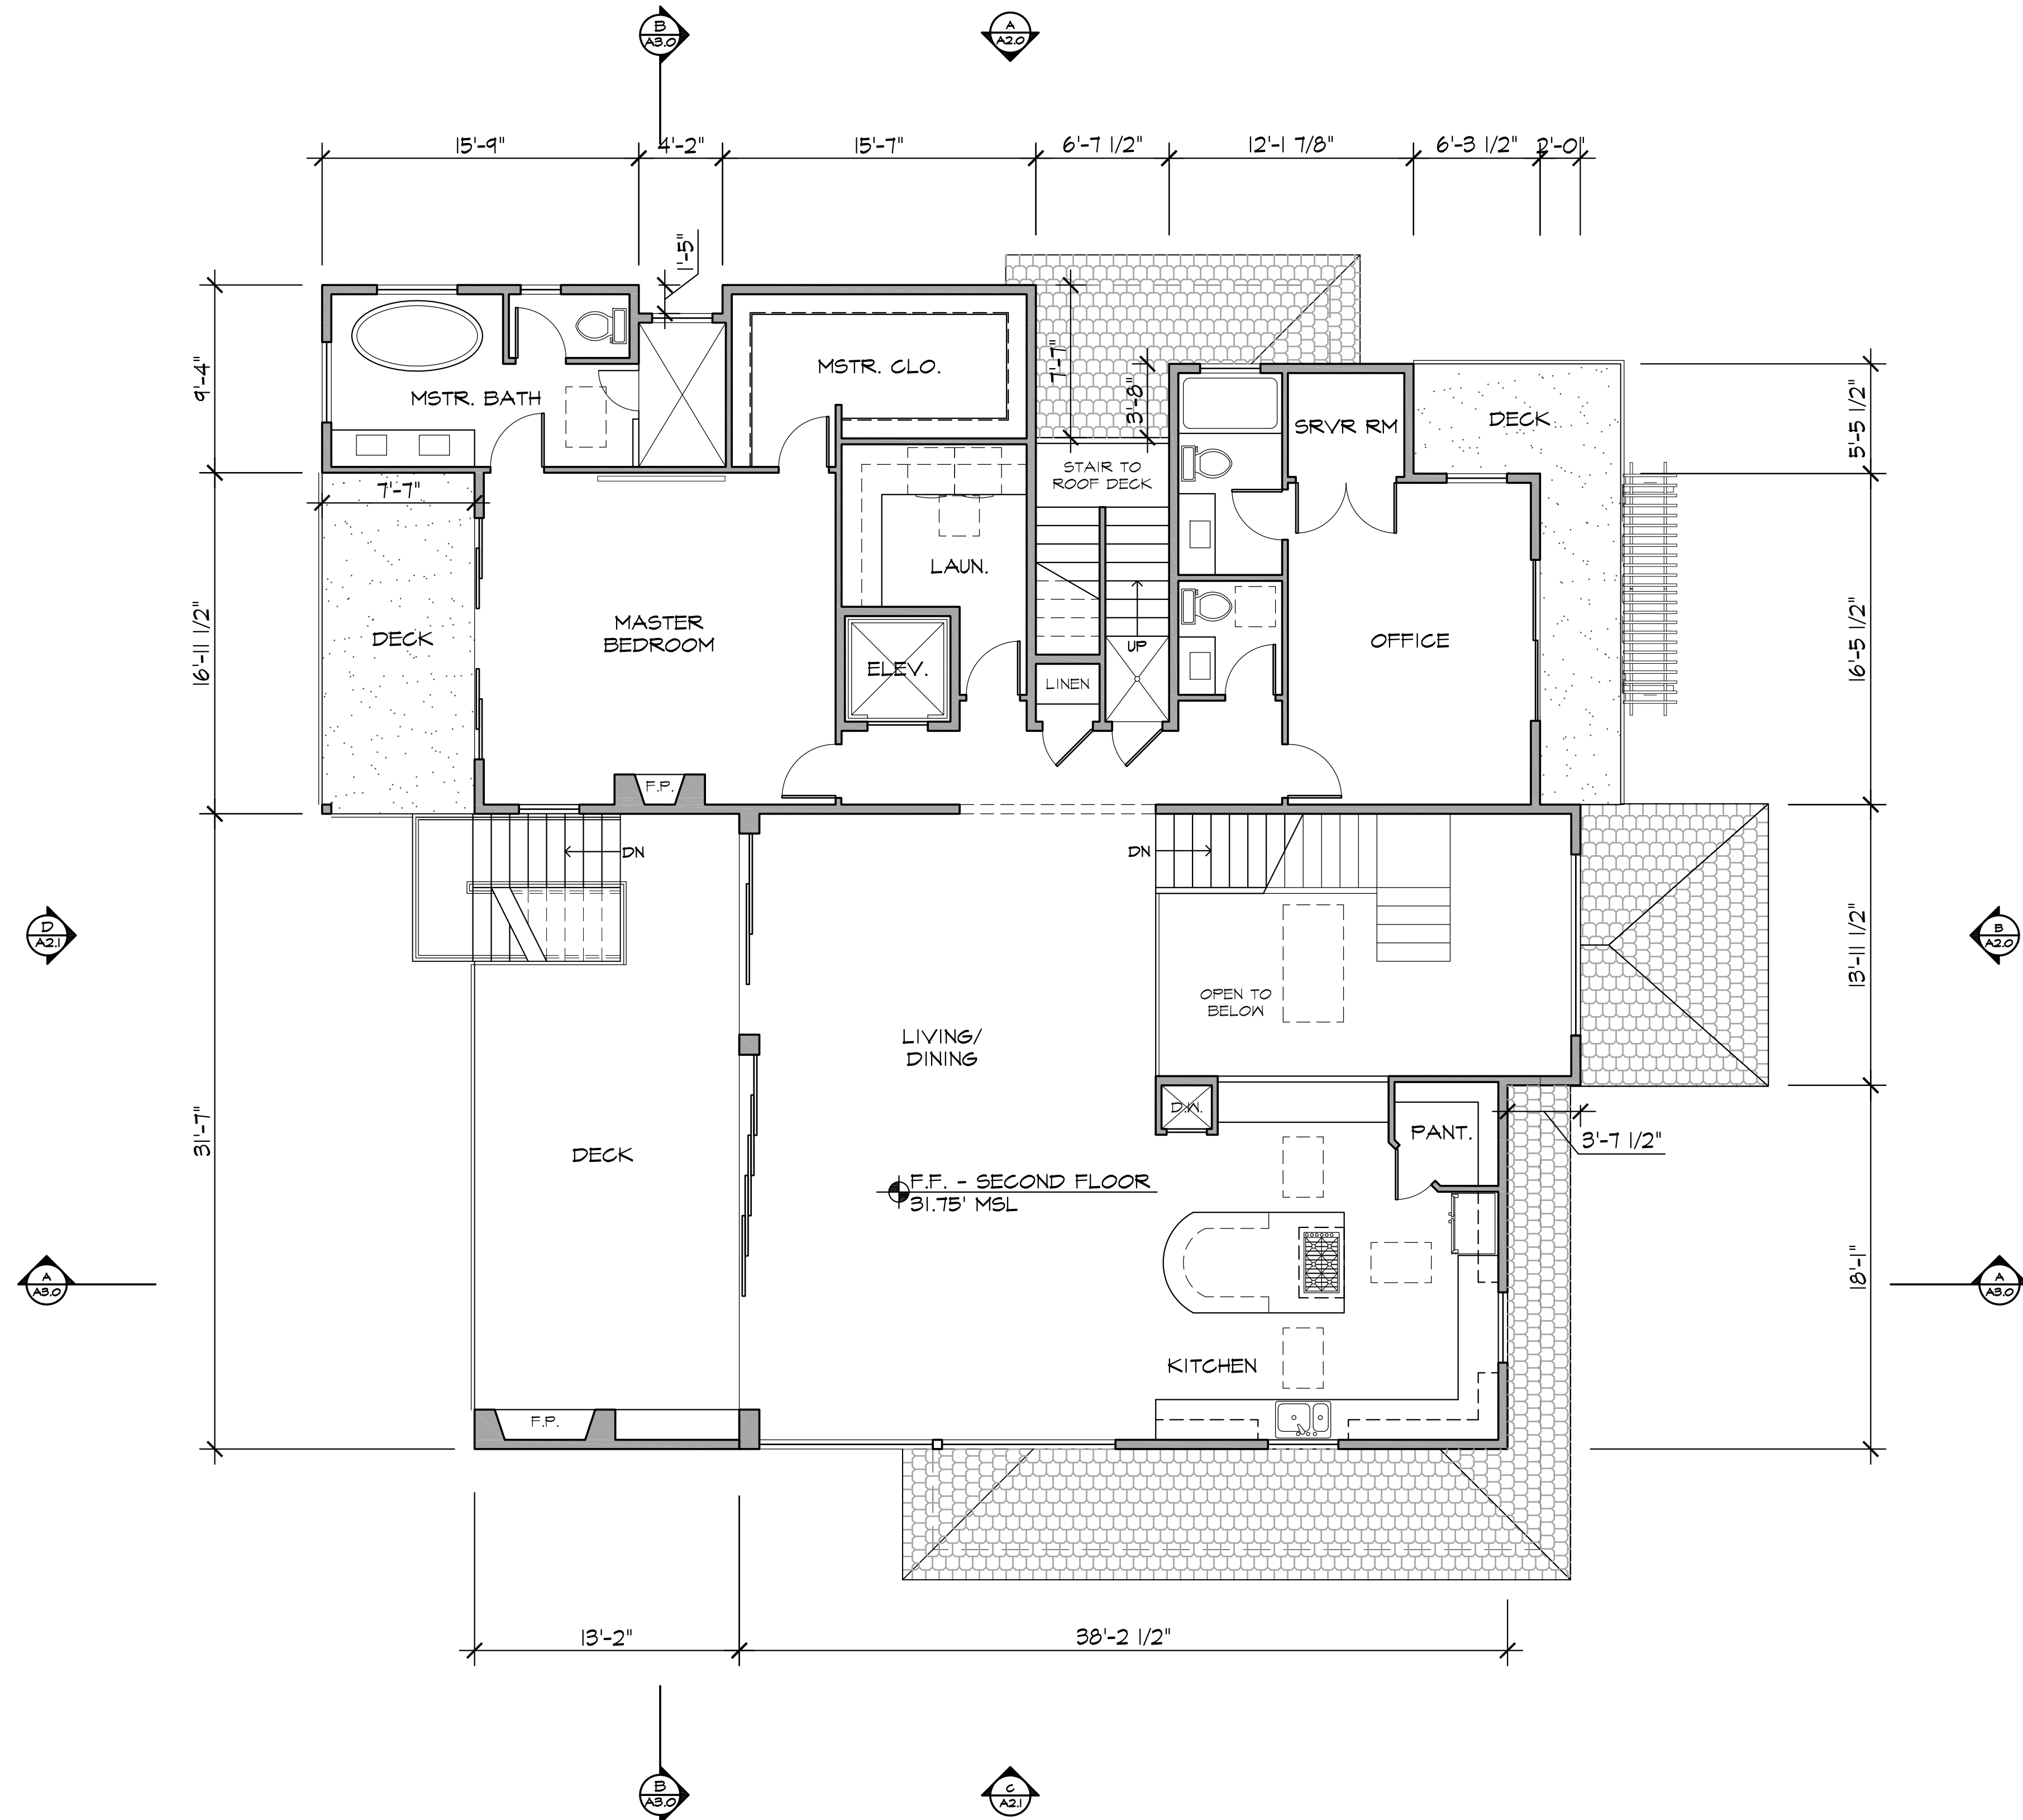 B
A3.0
A
A2.0
15'-9"
4'-2"
15'-7"
6'-7 1/2"
12'-1 7/8"
6'-3 1/2"
2'-0"
1'-5"
9'-4"
MSTR. CLO.
7'-7"
3'-8"
MSTR. BATH
SRVR RM
DECK
5'-5 1/2"
STAIR TO
ROOF DECK
7'-7"
LAUN.
16'-11 1/2"
DECK
MASTER
BEDROOM
ELEV.
UP
LINEN
OFFICE
16'-5 1/2"
F.P.
DN
DN
D
A2.1
B
A2.0
13'-11 1/2"
OPEN TO
BELOW
LIVING/
DINING
31'-7"
D.W.
PANT.
3'-7 1/2"
DECK
F.F. - SECOND FLOOR
31.75' MSL
A
A3.0
A
A3.0
18'-1"
KITCHEN
F.P.
13'-2"
38'-2 1/2"
B
A3.0
C
A2.1